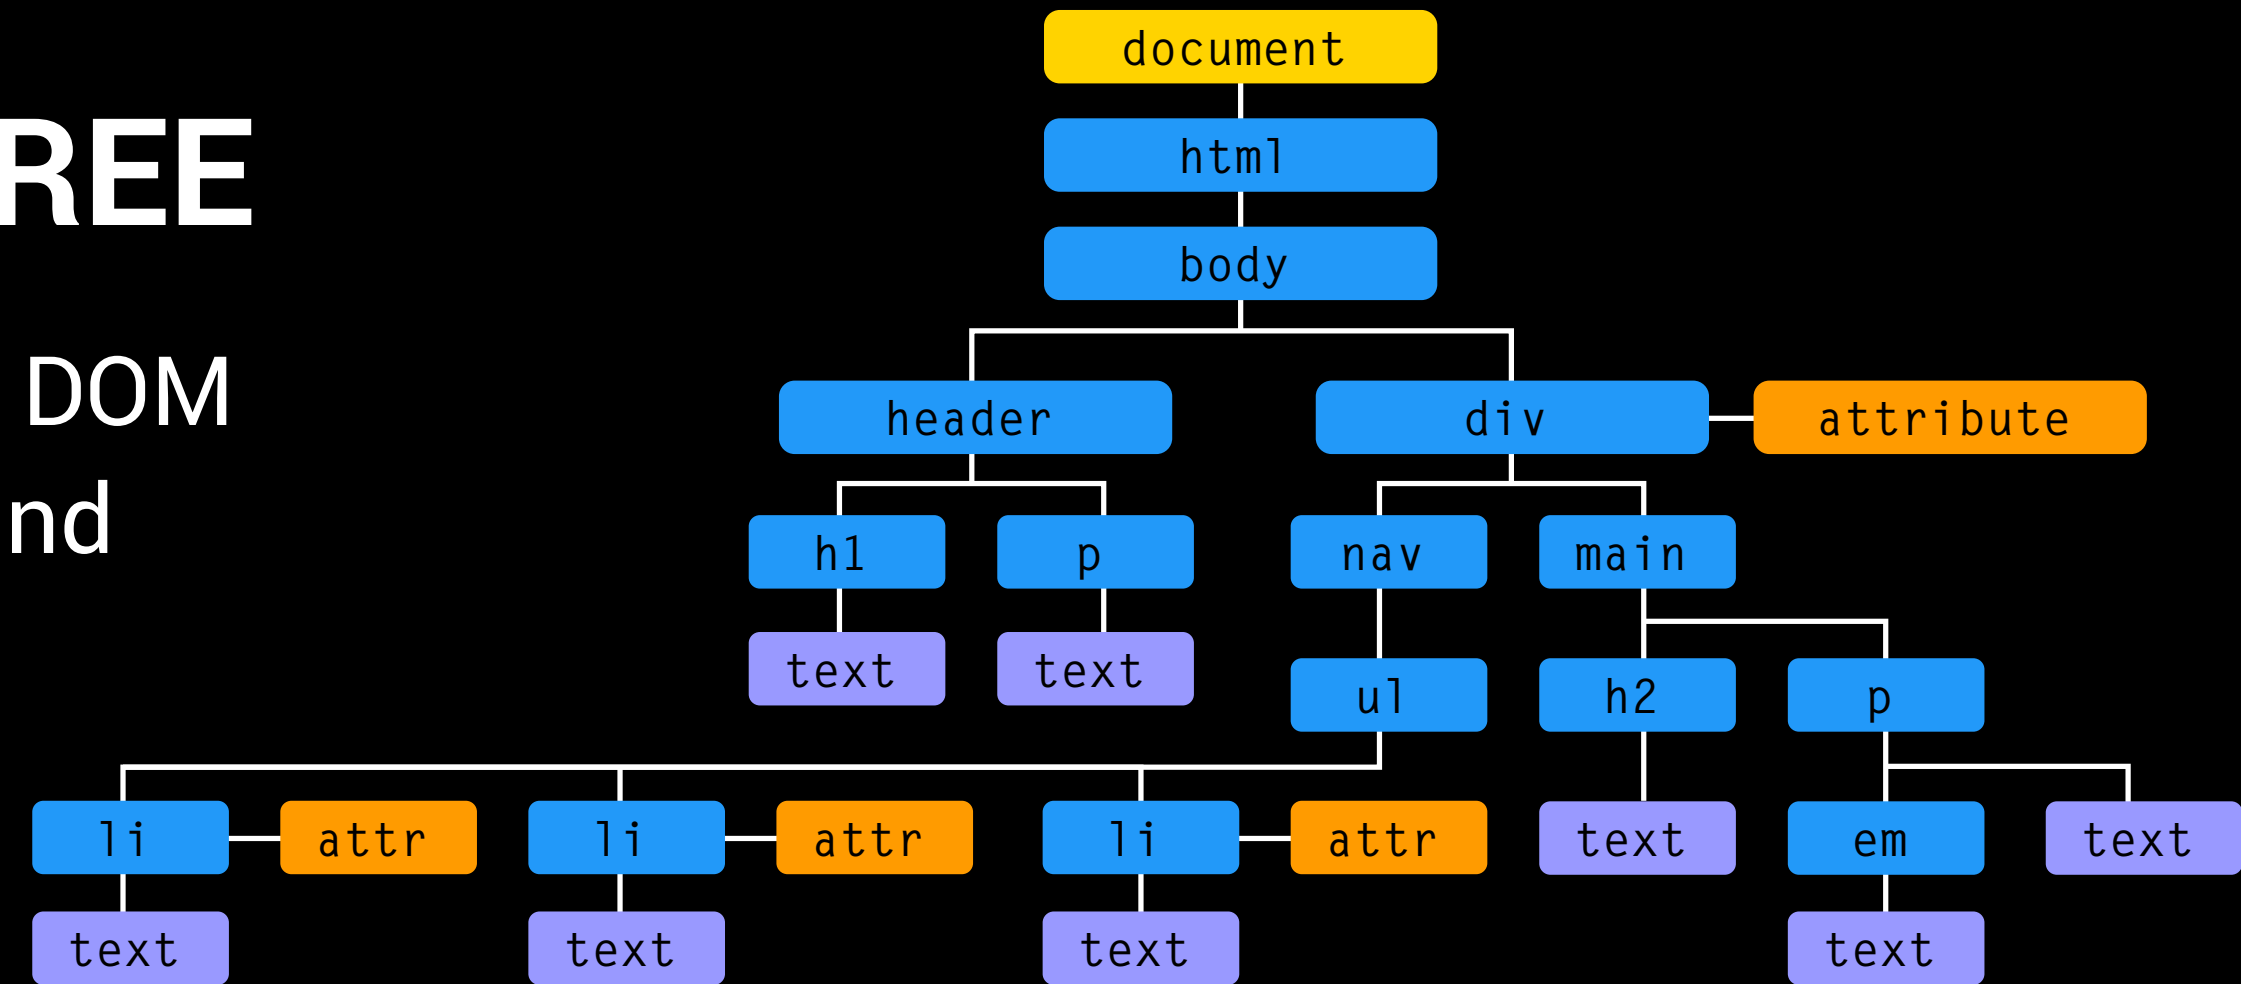 REE
DOM
nd
document
html
body
header
div
attribute
h1
p
nav
main
text
text
ul
h2
p
li
attr
li
attr
li
attr
text
em
text
text
text
text
text